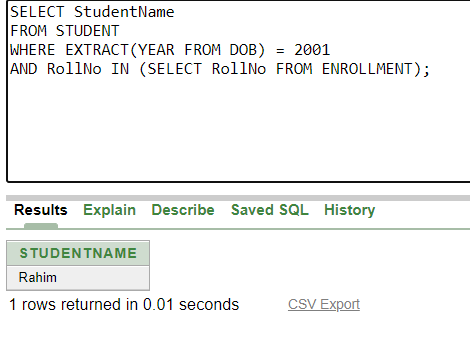 SELECT StudentName
FROM STUDENT
WHERE EXTRACT(YEAR FROM DOB) = 2001
AND RollNo IN (SELECT RollNo FROM ENROLLMENT);
Results Explain Describe Saved SQL History
STUDENTNAME
Rahim
1 rows returned in 0.01 seconds CSV Export